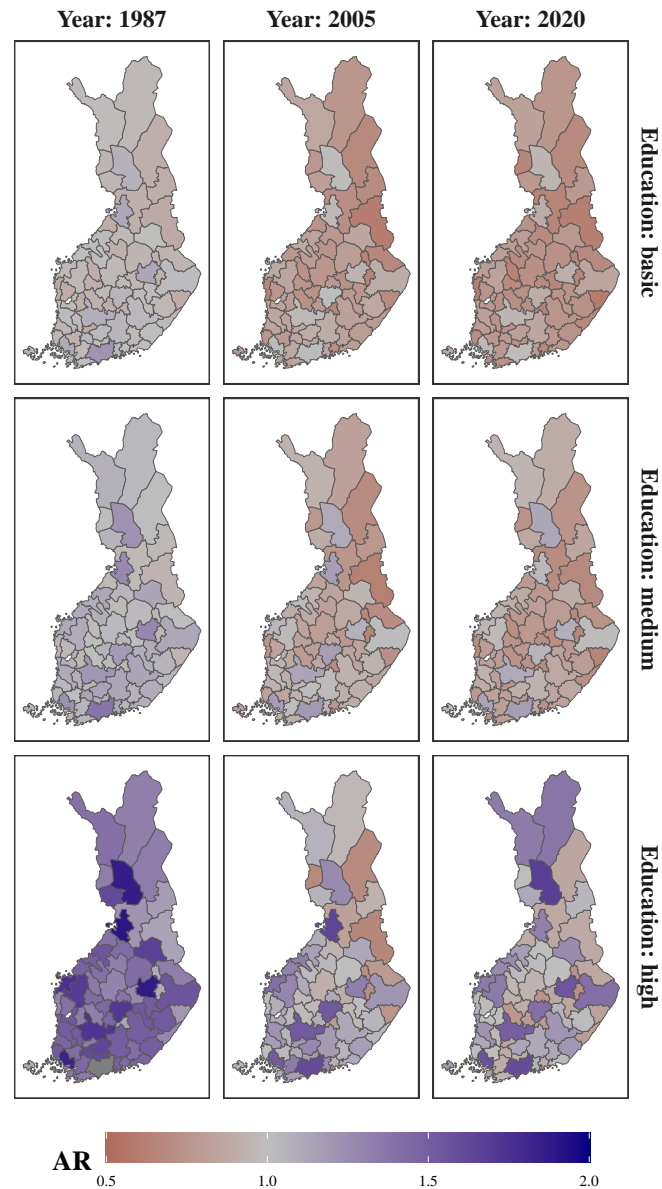 Year: 1987 Year: 2005 Year: 2020
Education: basic
Education: medium
Education: high
AR
0.5 1.0 1.5 2.0